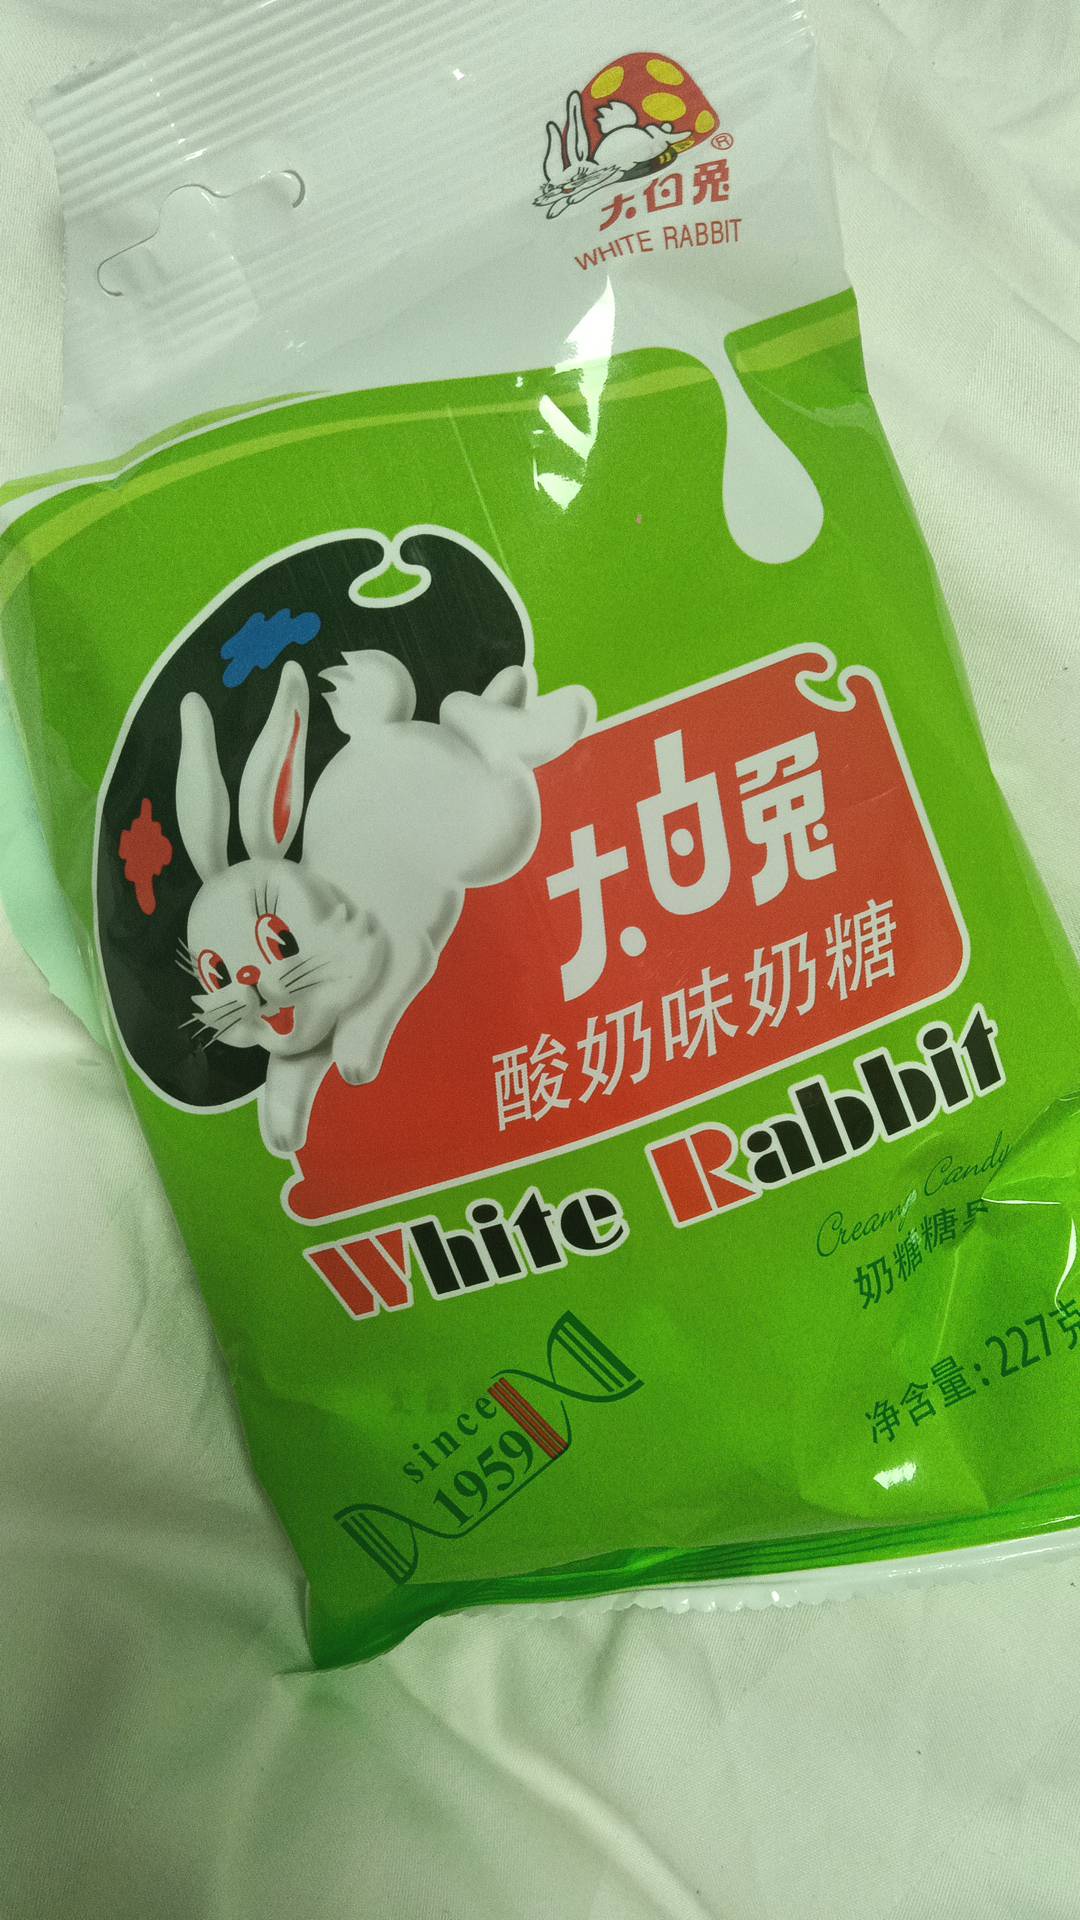 大白兔
WHITE RABBIT
大白兔
酸奶味奶糖
White Rabbit
Creamy Candy
奶糖糖果
净含量:227克
since
1959